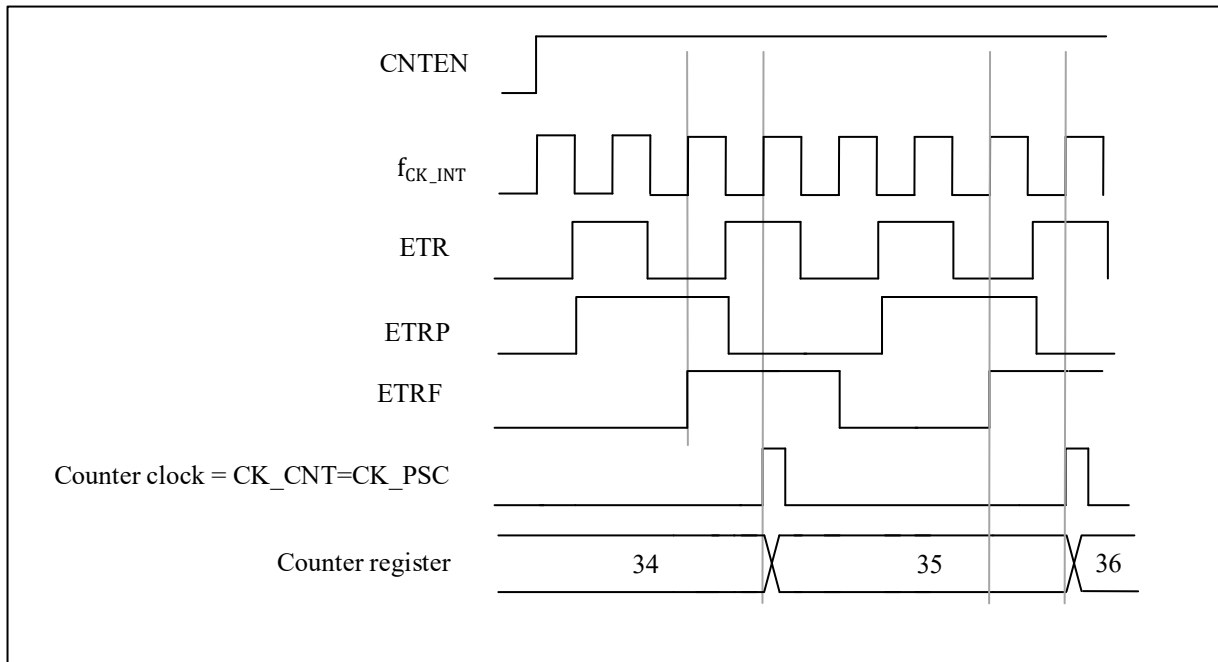 CNTEN
fCK_INT
ETR
ETRP
ETRF
Counter clock = CK_CNT=CK_PSC
Counter register 34 35 36